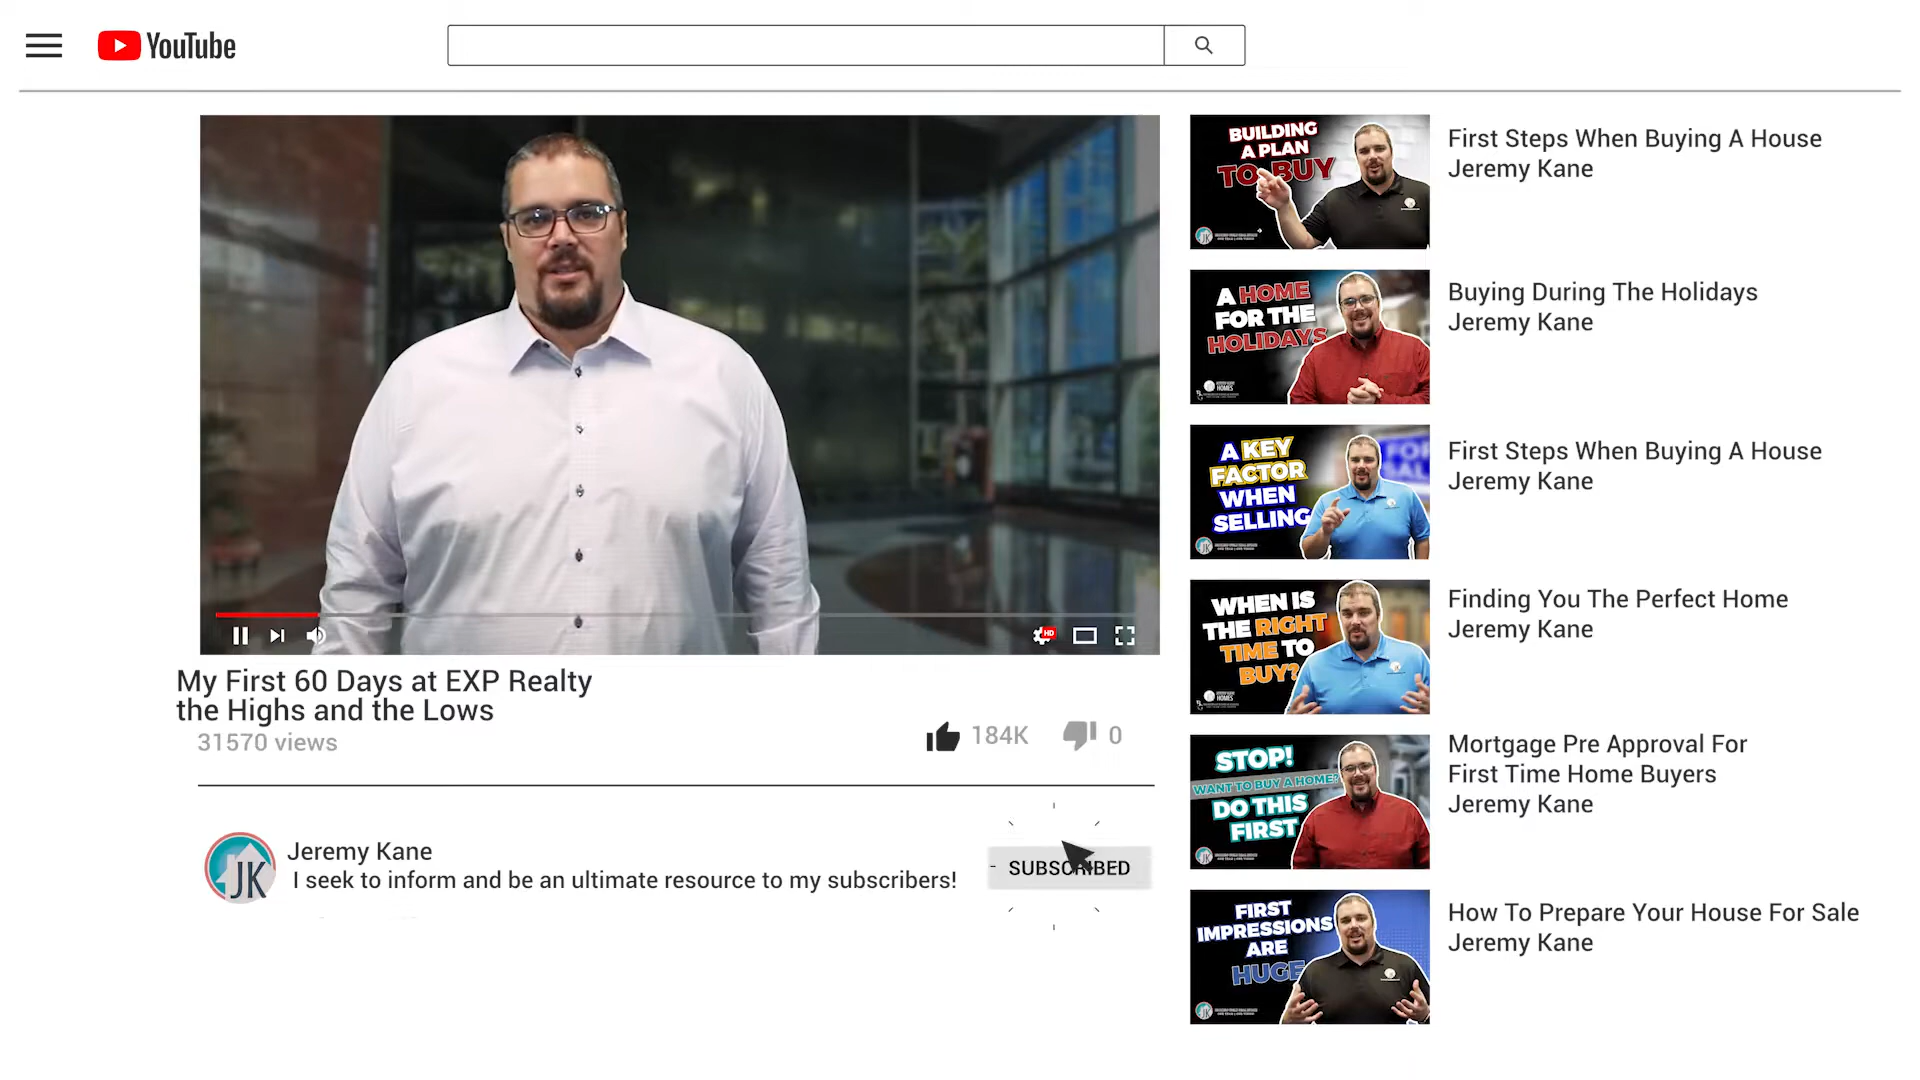 YouTube
BUILDING
A PLAN
TO BUY
First Steps When Buying A House
Jeremy Kane
A HOME
FOR THE
HOLIDAYS
HOMES
Buying During The Holidays
Jeremy Kane
A KEY
FACTOR
WHEN
SELLING
FOR
First Steps When Buying A House
Jeremy Kane
WHEN IS
THE RIGHT
TIME TO
BUY?
HOMES
Finding You The Perfect Home
Jeremy Kane
STOP!
WANT TO BUY A HOME?
DO THIS
FIRST
Mortgage Pre Approval For
First Time Home Buyers
Jeremy Kane
FIRST
IMPRESSIONS
ARE
HUGE
How To Prepare Your House For Sale
Jeremy Kane
HD
My First 60 Days at EXP Realty
the Highs and the Lows
31570 views
184K
0
JK
Jeremy Kane
I seek to inform and be an ultimate resource to my subscribers!
SUBSCRIBED